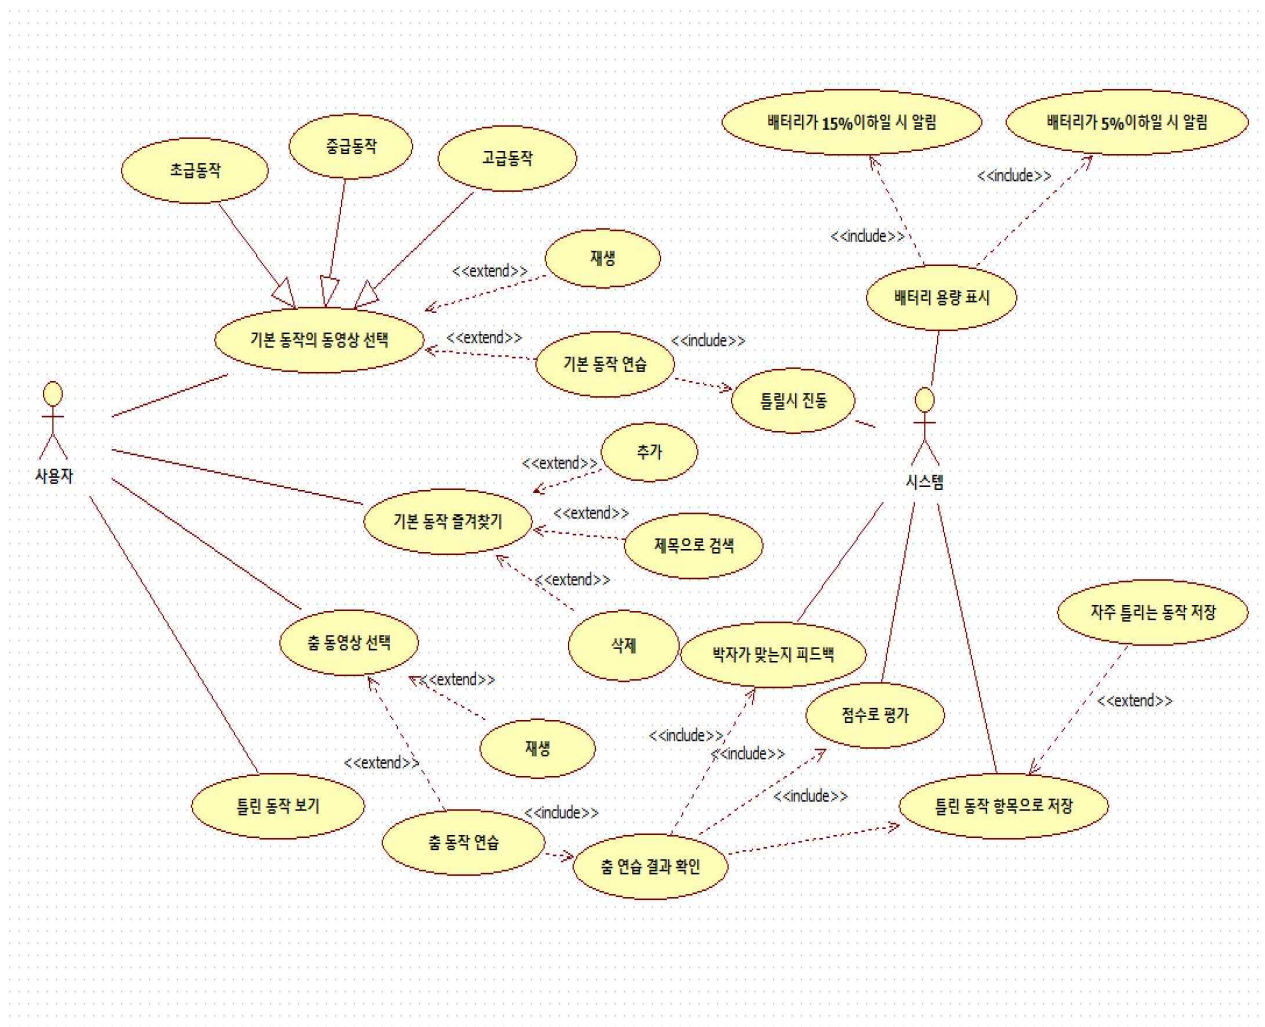 배터리가 15%이하일 시 알림
배터리가 5%이하일 시 알림
초급동작
중급동작
고급동작
<<include>>
<<include>>
재생
<<extend>>
배터리 용량 표시
기본 동작의 동영상 선택
<<extend>>
기본 동작 연습
<<include>>
틀릴시 진동
사용자
시스템
추가
<<extend>>
기본 동작 즐겨찾기
<<extend>>
제목으로 검색
<<extend>>
삭제
자주 틀리는 동작 저장
춤 동영상 선택
<<extend>>
박자가 맞는지 피드백
<<extend>>
점수로 평가
재생
<<include>>
<<include>>
<<extend>>
틀린 동작 보기
<<include>>
<<include>>
틀린 동작 항목으로 저장
춤 동작 연습
춤 연습 결과 확인